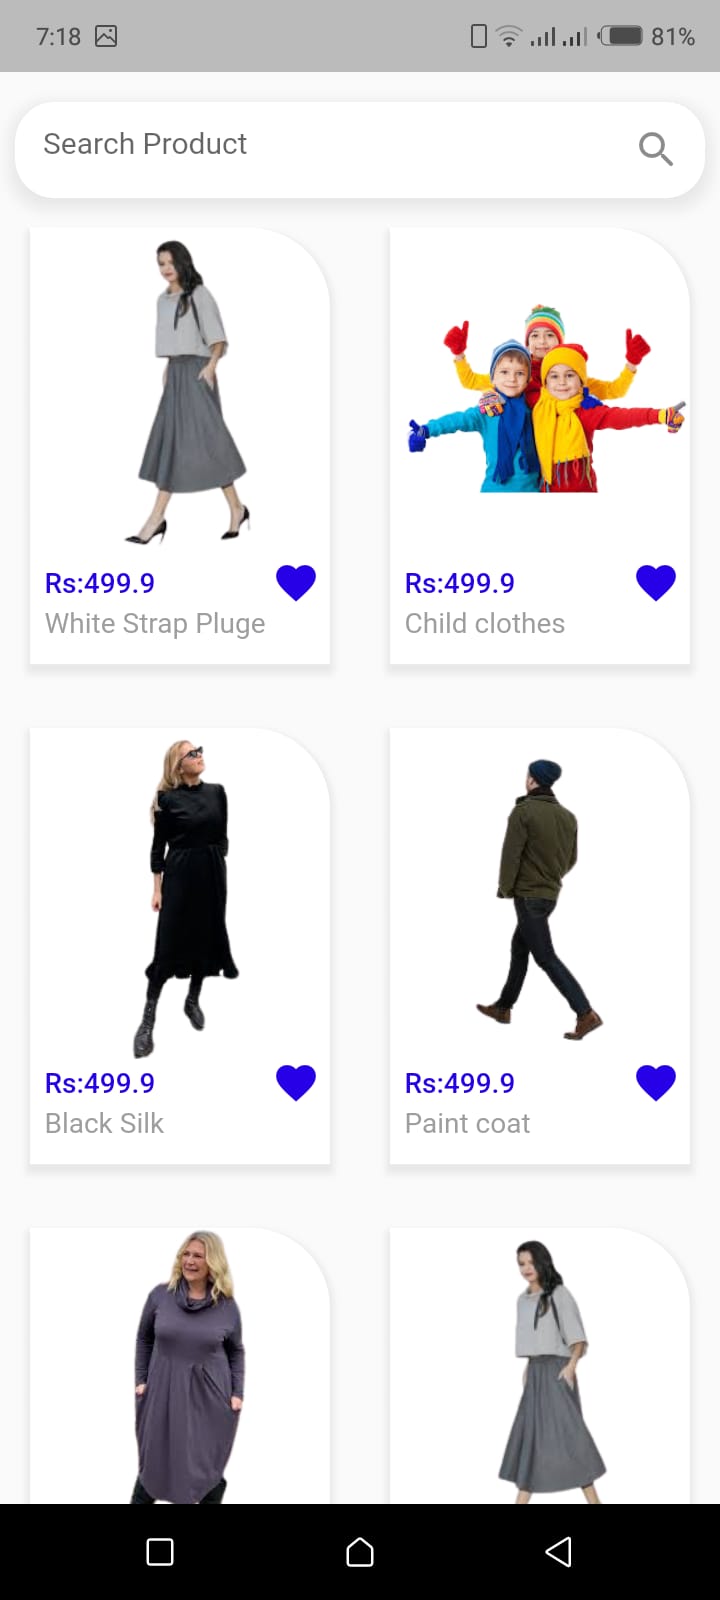 7:18 81%
Search Product
Rs:499.9
White Strap Pluge
Rs:499.9
Child clothes
Rs:499.9
Black Silk
Rs:499.9
Paint coat